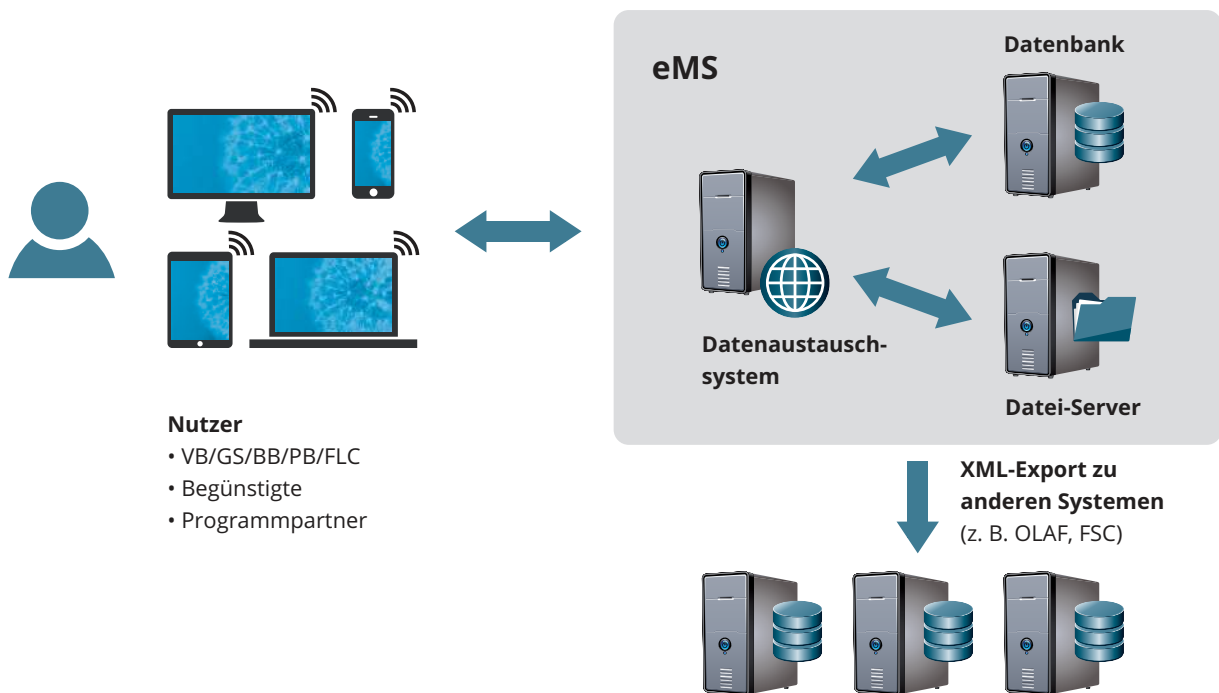 eMS
Datenbank
Datenaustausch-
system
Datei-Server
Nutzer
• VB/GS/BB/PB/FLC
• Begünstigte
• Programmpartner
XML-Export zu
anderen Systemen
(z. B. OLAF, FSC)